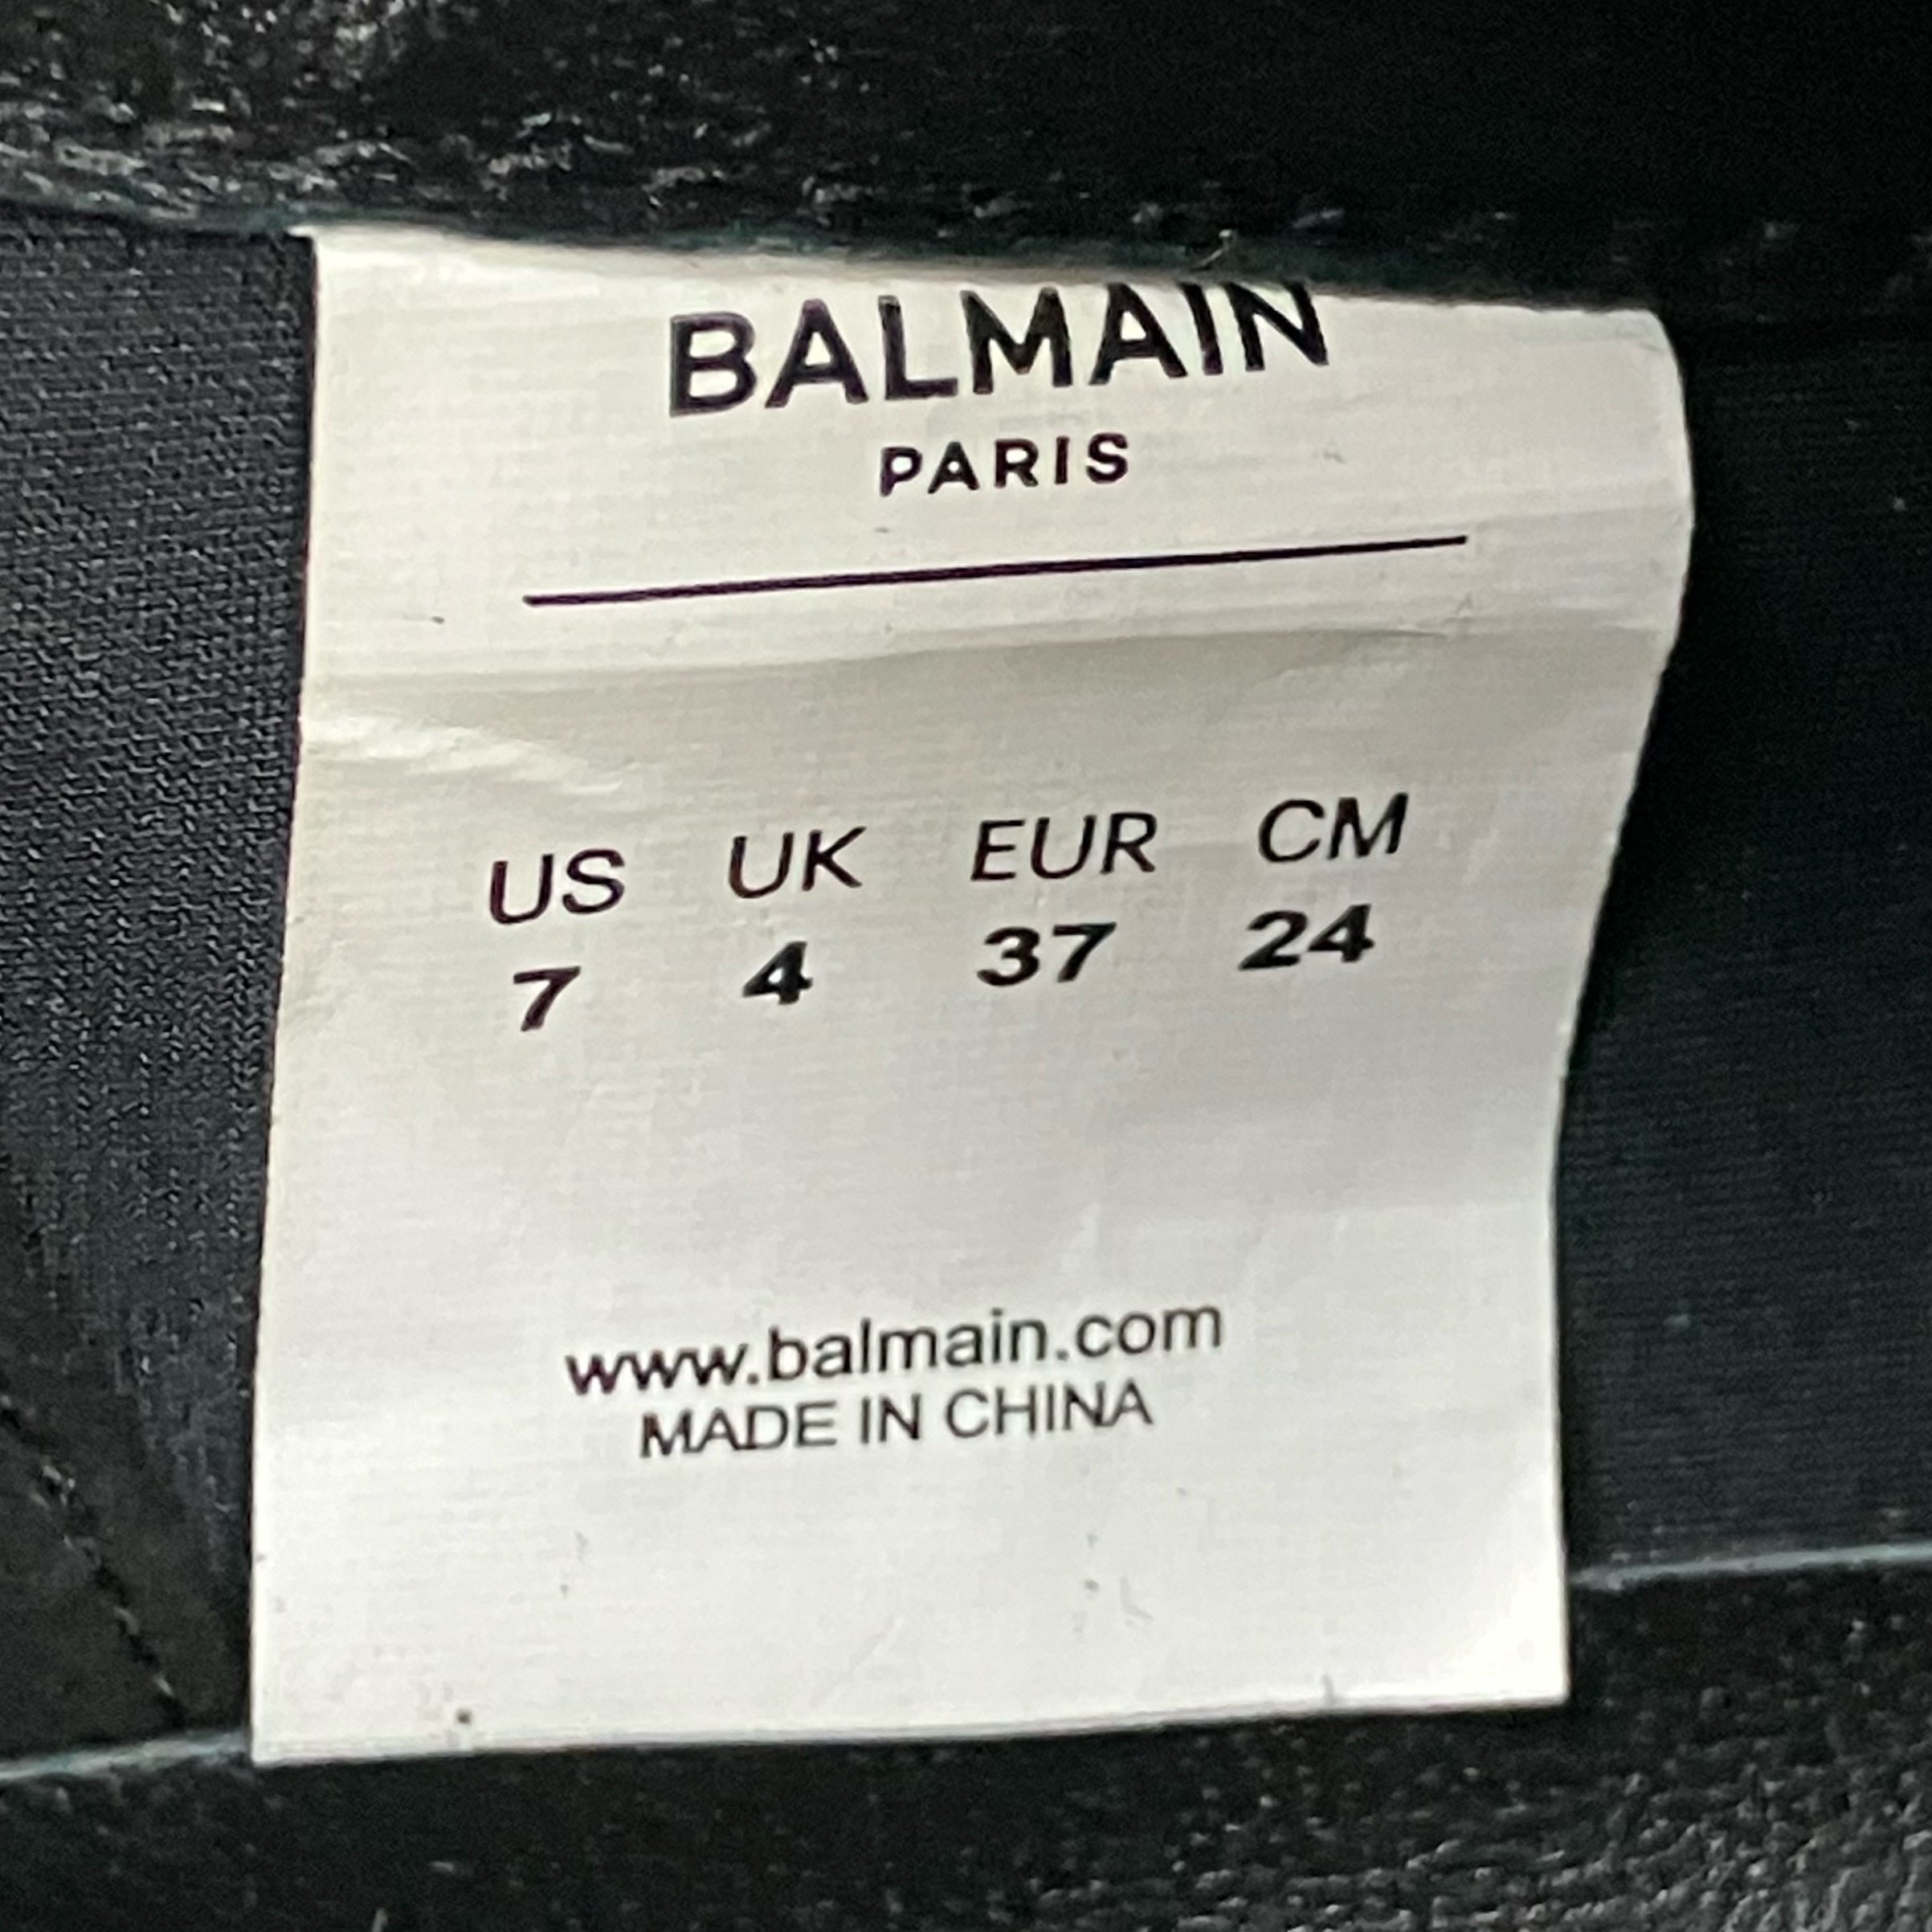 BALMAIN
PARIS
US UK EUR CM
7 4 37 24
www.balmain.com
MADE IN CHINA